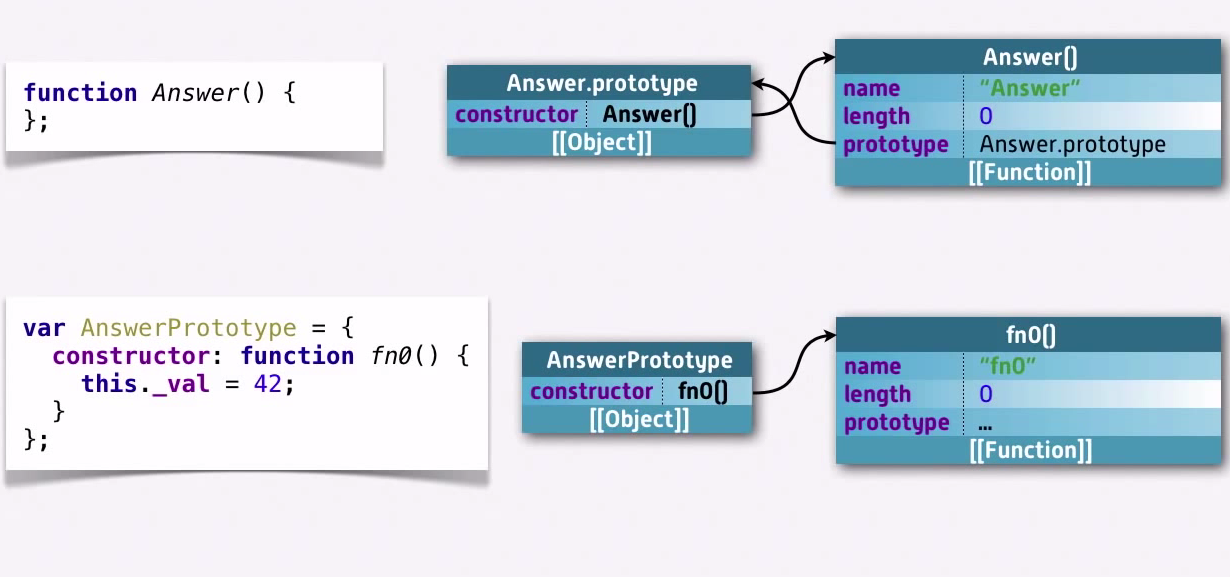 function Answer() {
};
Answer.prototype
constructor Answer()
[[Object]]
Answer()
name "Answer"
length 0
prototype Answer.prototype
[[Function]]
var AnswerPrototype = {
  constructor: function fn0() {
    this._val = 42;
  }
};
AnswerPrototype
constructor fn0()
[[Object]]
fn0()
name "fn0"
length 0
prototype ...
[[Function]]